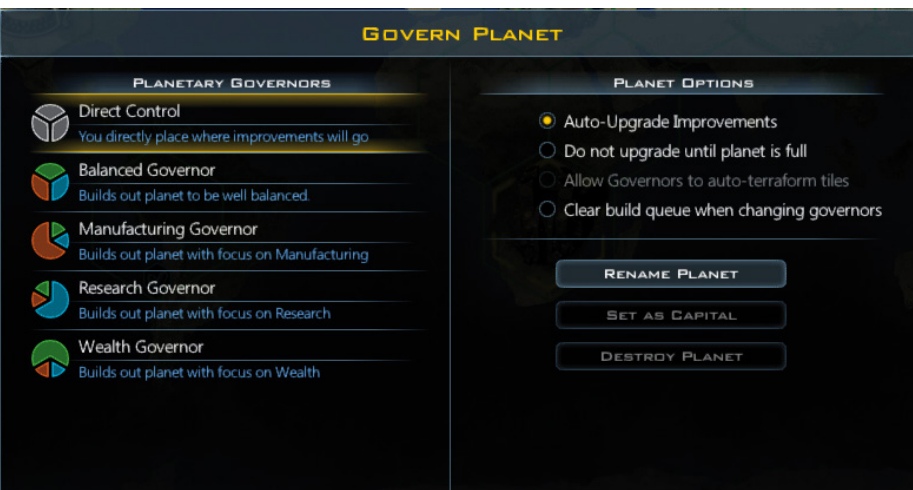 Govern Planet
Planetary Governors
Direct Control
You directly place where improvements will go
Balanced Governor
Builds out planet to be well balanced.
Manufacturing Governor
Builds out planet with focus on Manufacturing
Research Governor
Builds out planet with focus on Research
Wealth Governor
Builds out planet with focus on Wealth
Planet Options
Auto-Upgrade Improvements
Do not upgrade until planet is full
Allow Governors to auto-terraform tiles
Clear build queue when changing governors
Rename Planet
Set as Capital
Destroy Planet